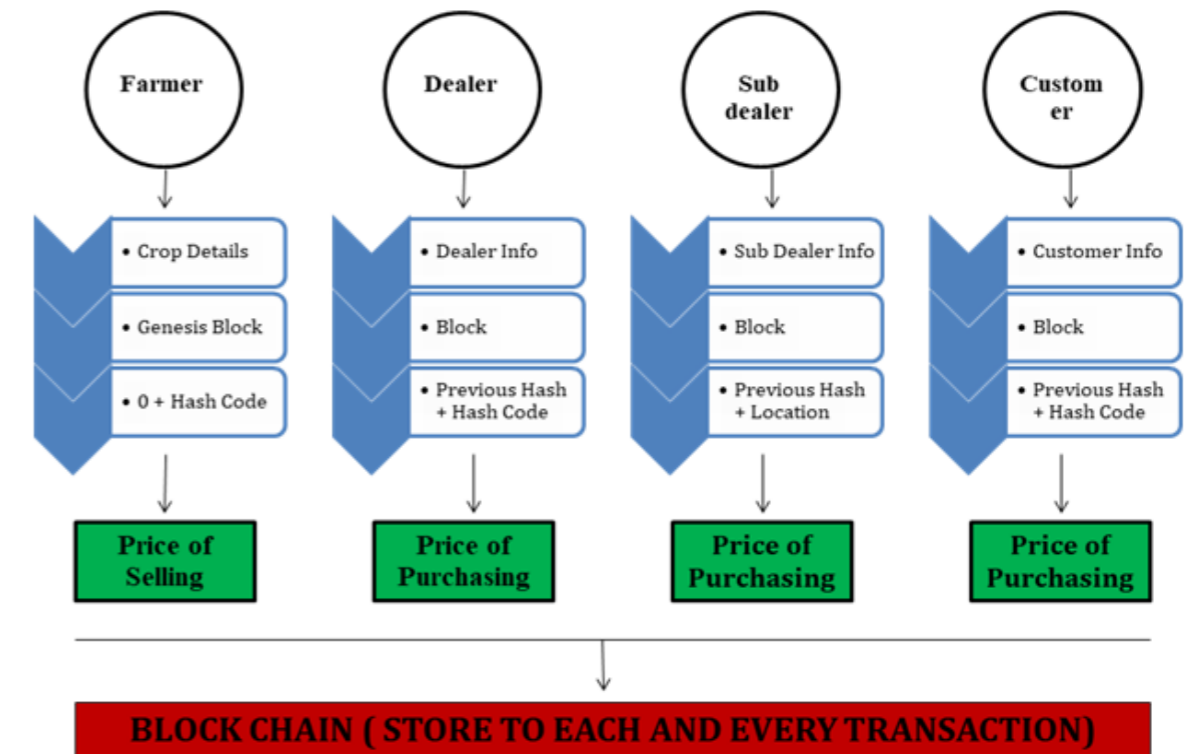 Farmer
Dealer
Sub
dealer
Custom
er
• Crop Details
• Dealer Info
• Sub Dealer Info
• Customer Info
• Genesis Block
• Block
• Block
• Block
• 0 + Hash Code
• Previous Hash
+ Hash Code
• Previous Hash
+ Location
• Previous Hash
+ Hash Code
Price of
Selling
Price of
Purchasing
Price of
Purchasing
Price of
Purchasing
BLOCK CHAIN ( STORE TO EACH AND EVERY TRANSACTION)